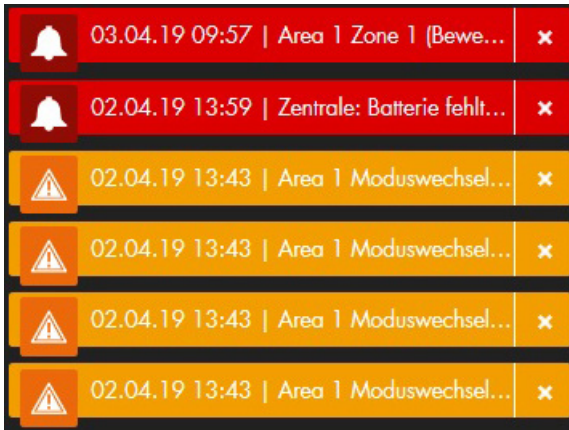 03.04.19 09:57 | Area 1 Zone 1 (Bewe...
02.04.19 13:59 | Zentrale: Batterie fehlt...
02.04.19 13:43 | Area 1 Moduswechsel...
02.04.19 13:43 | Area 1 Moduswechsel...
02.04.19 13:43 | Area 1 Moduswechsel...
02.04.19 13:43 | Area 1 Moduswechsel...